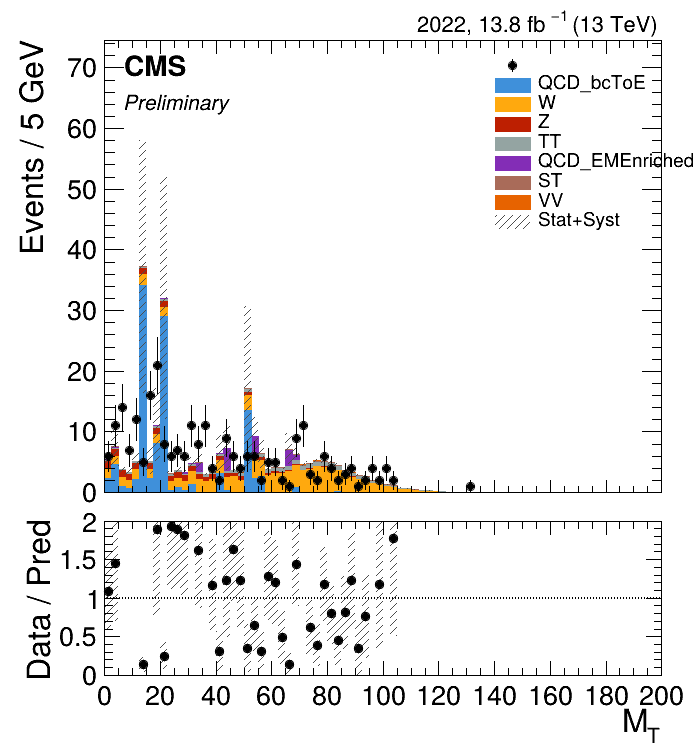 2022, 13.8 fb⁻¹ (13 TeV)
CMS
Preliminary
QCD_bcToE
W
Z
TT
QCD_EMEnriched
ST
VV
Stat+Syst
Events / 5 GeV
70
60
50
40
30
20
10
0
Data / Pred
2
1.5
1
0.5
0
0 20 40 60 80 100 120 140 160 180 200
M_T